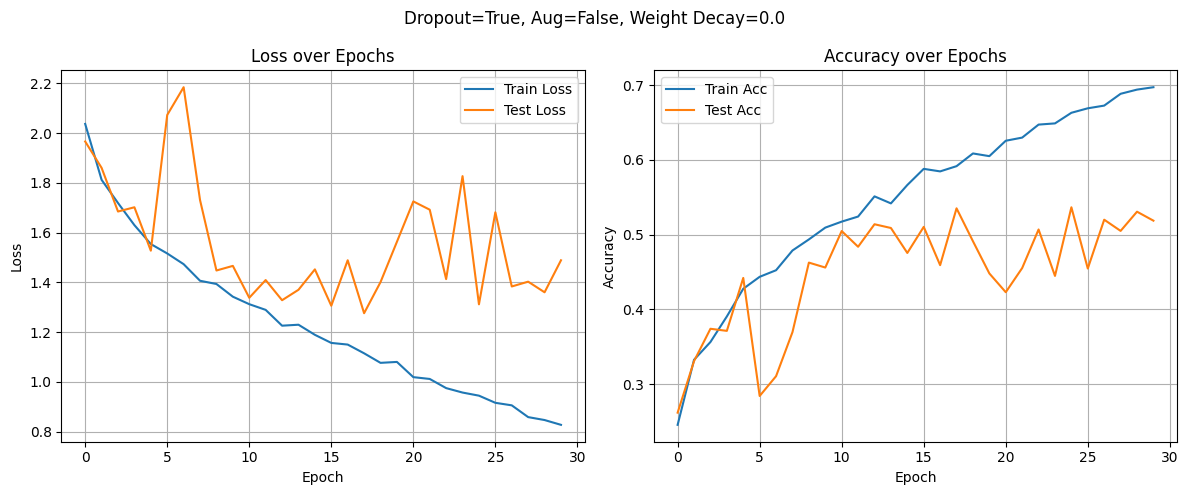 Dropout=True, Aug=False, Weight Decay=0.0
Loss over Epochs
2.2
2.0
1.8
1.6
1.4
1.2
1.0
0.8
Loss
Train Loss
Test Loss
0 5 10 15 20 25 30
Epoch
Accuracy over Epochs
0.7
0.6
0.5
0.4
0.3
Accuracy
Train Acc
Test Acc
0 5 10 15 20 25 30
Epoch